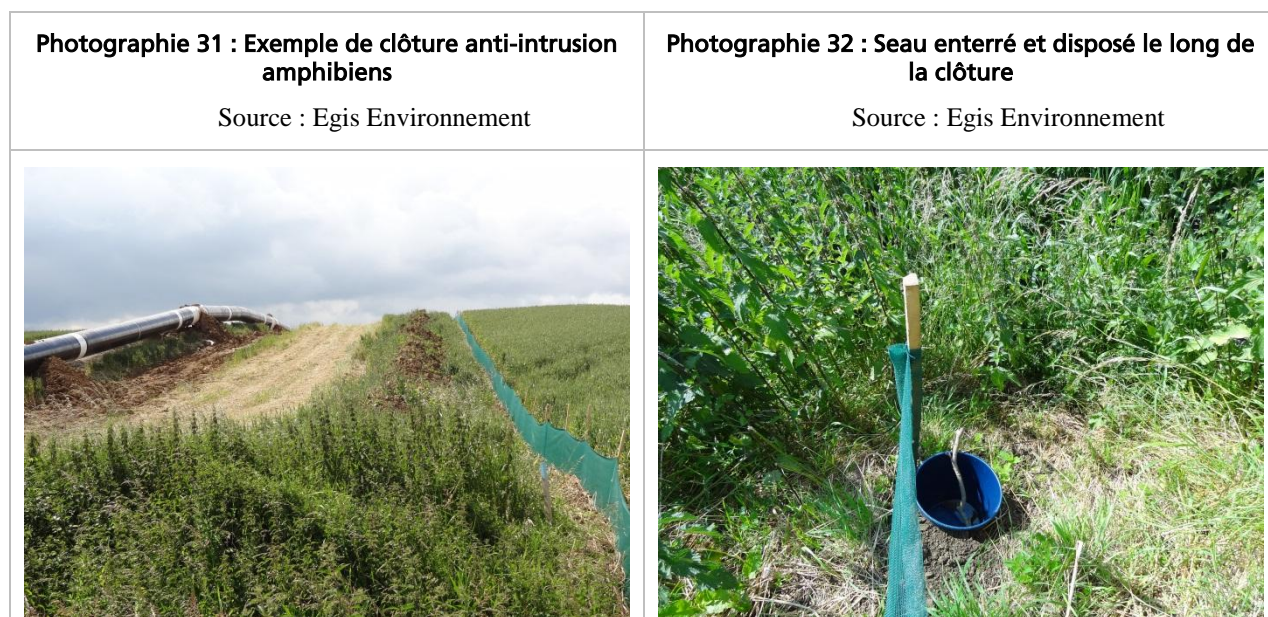 Photographie 31 : Exemple de clôture anti-intrusion
amphibiens
Source : Egis Environnement
Photographie 32 : Seau enterré et disposé le long de
la clôture
Source : Egis Environnement